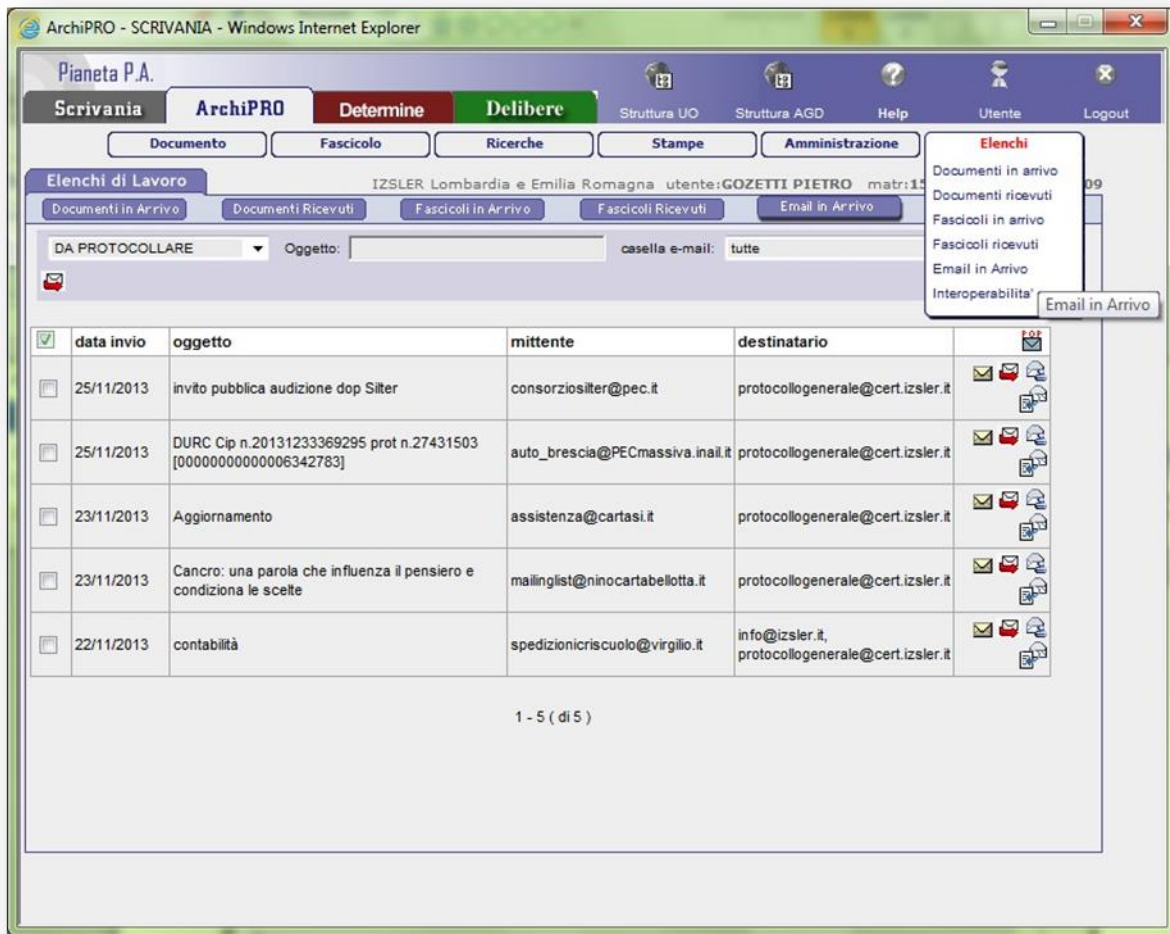 ArchiPRO - SCRIVANIA - Windows Internet Explorer
Pianeta P.A.
Scrivania ArchiPRO Determine Delibere Struttura UO Struttura AGD Help Utente Logout
Documento Fascicolo Ricerche Stampe Amministrazione Elenchi
Documenti in arrivo
Documenti ricevuti
Fascicoli in arrivo
Fascicoli ricevuti
Email in Arrivo
Interoperabilita'
Email in Arrivo
Elenchi di Lavoro IZSLER Lombardia e Emilia Romagna utente:GOZETTI PIETRO matr:15 09
Documenti in Arrivo Documenti Ricevuti Fascicoli in Arrivo Fascicoli Ricevuti Email in Arrivo
DA PROTOCOLLARE Oggetto: casella e-mail: tutte
data invio oggetto mittente destinatario POP
25/11/2013 invito pubblica audizione dop Silter consorziosilter@pec.it protocollogenerale@cert.izsler.it
25/11/2013 DURC Cip n.20131233369295 prot n.27431503 auto_brescia@PECmassiva.inail.it protocollogenerale@cert.izsler.it
[00000000000006342783]
23/11/2013 Aggiornamento assistenza@cartasi.it protocollogenerale@cert.izsler.it
23/11/2013 Cancro: una parola che influenza il pensiero e mailinglist@ninocartabellotta.it protocollogenerale@cert.izsler.it
condiziona le scelte
22/11/2013 contabilità spedizionicriscuolo@virgilio.it info@izsler.it,
protocollogenerale@cert.izsler.it
1 - 5 ( di 5 )